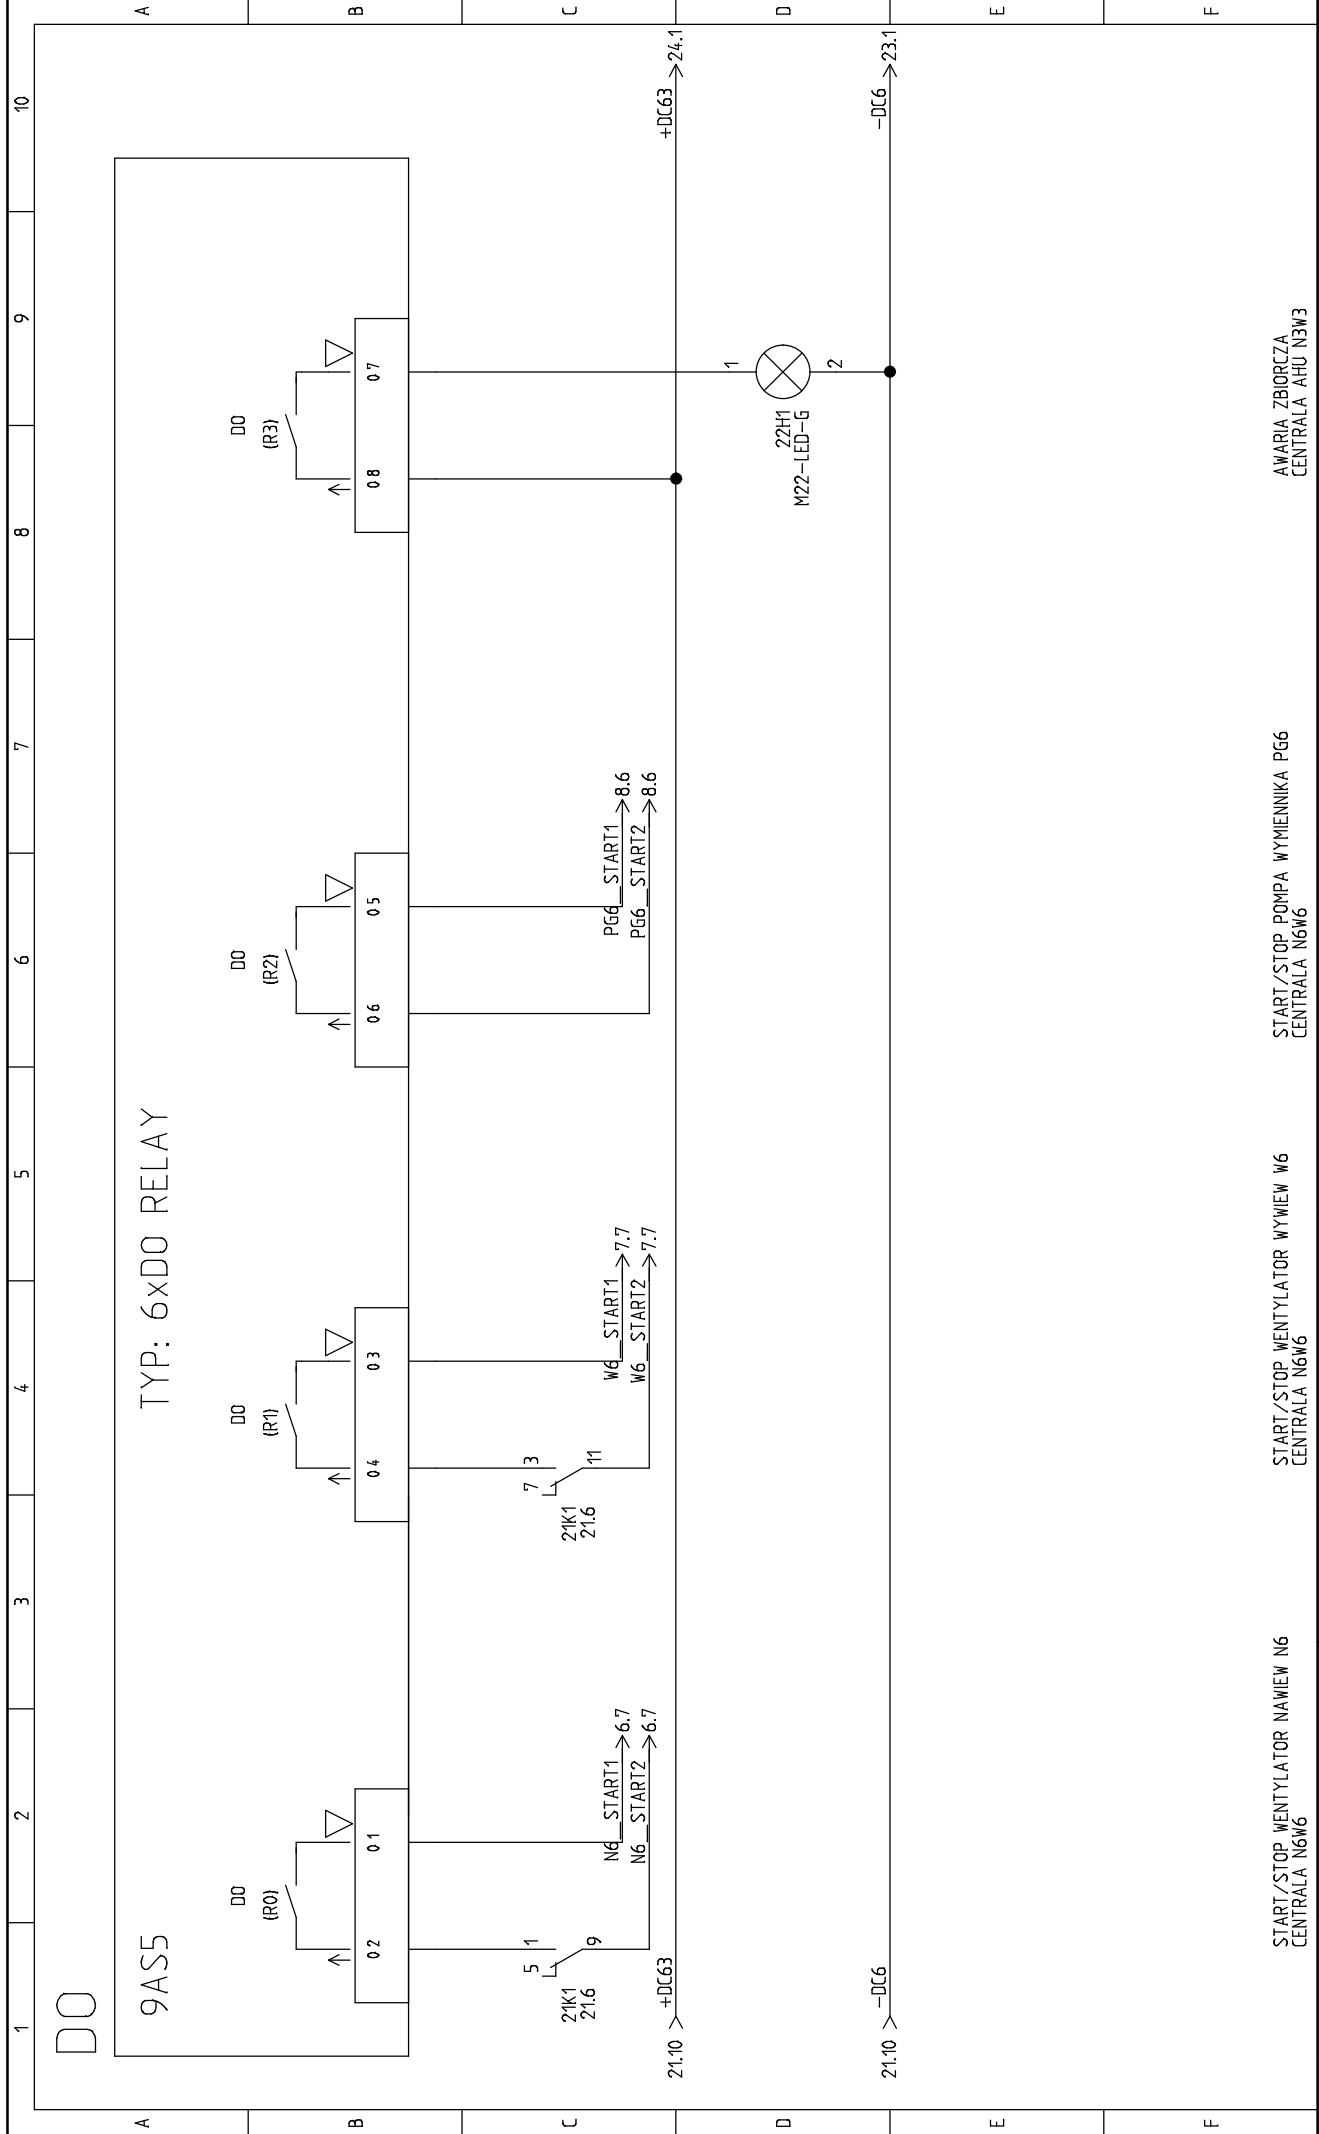 1 2 3 4 5 6 7 8 9 10
A
B
C
D
E
F
A
B
C
D
E
F
DO
9AS5
TYP: 6xDO RELAY
DO
(R0)
02
01
DO
(R1)
04
03
DO
(R2)
06
05
DO
(R3)
08
07
5
1
9
21K1
21.6
N6_START1
6.7
N6_START2
6.7
7
3
11
21K1
21.6
W6_START1
7.7
W6_START2
7.7
PG6_START1
8.6
PG6_START2
8.6
21.10
+DC63
+DC63
24.1
1
2
22H1
M22-LED-G
21.10
-DC6
-DC6
23.1
START/STOP WENTYLATOR NAWIEW N6
CENTRALA N6W6
START/STOP WENTYLATOR WYWIEW W6
CENTRALA N6W6
START/STOP POMPA WYMIENNIKA PG6
CENTRALA N6W6
AWARIA ZBIORCZA
CENTRALA AHU N3W3